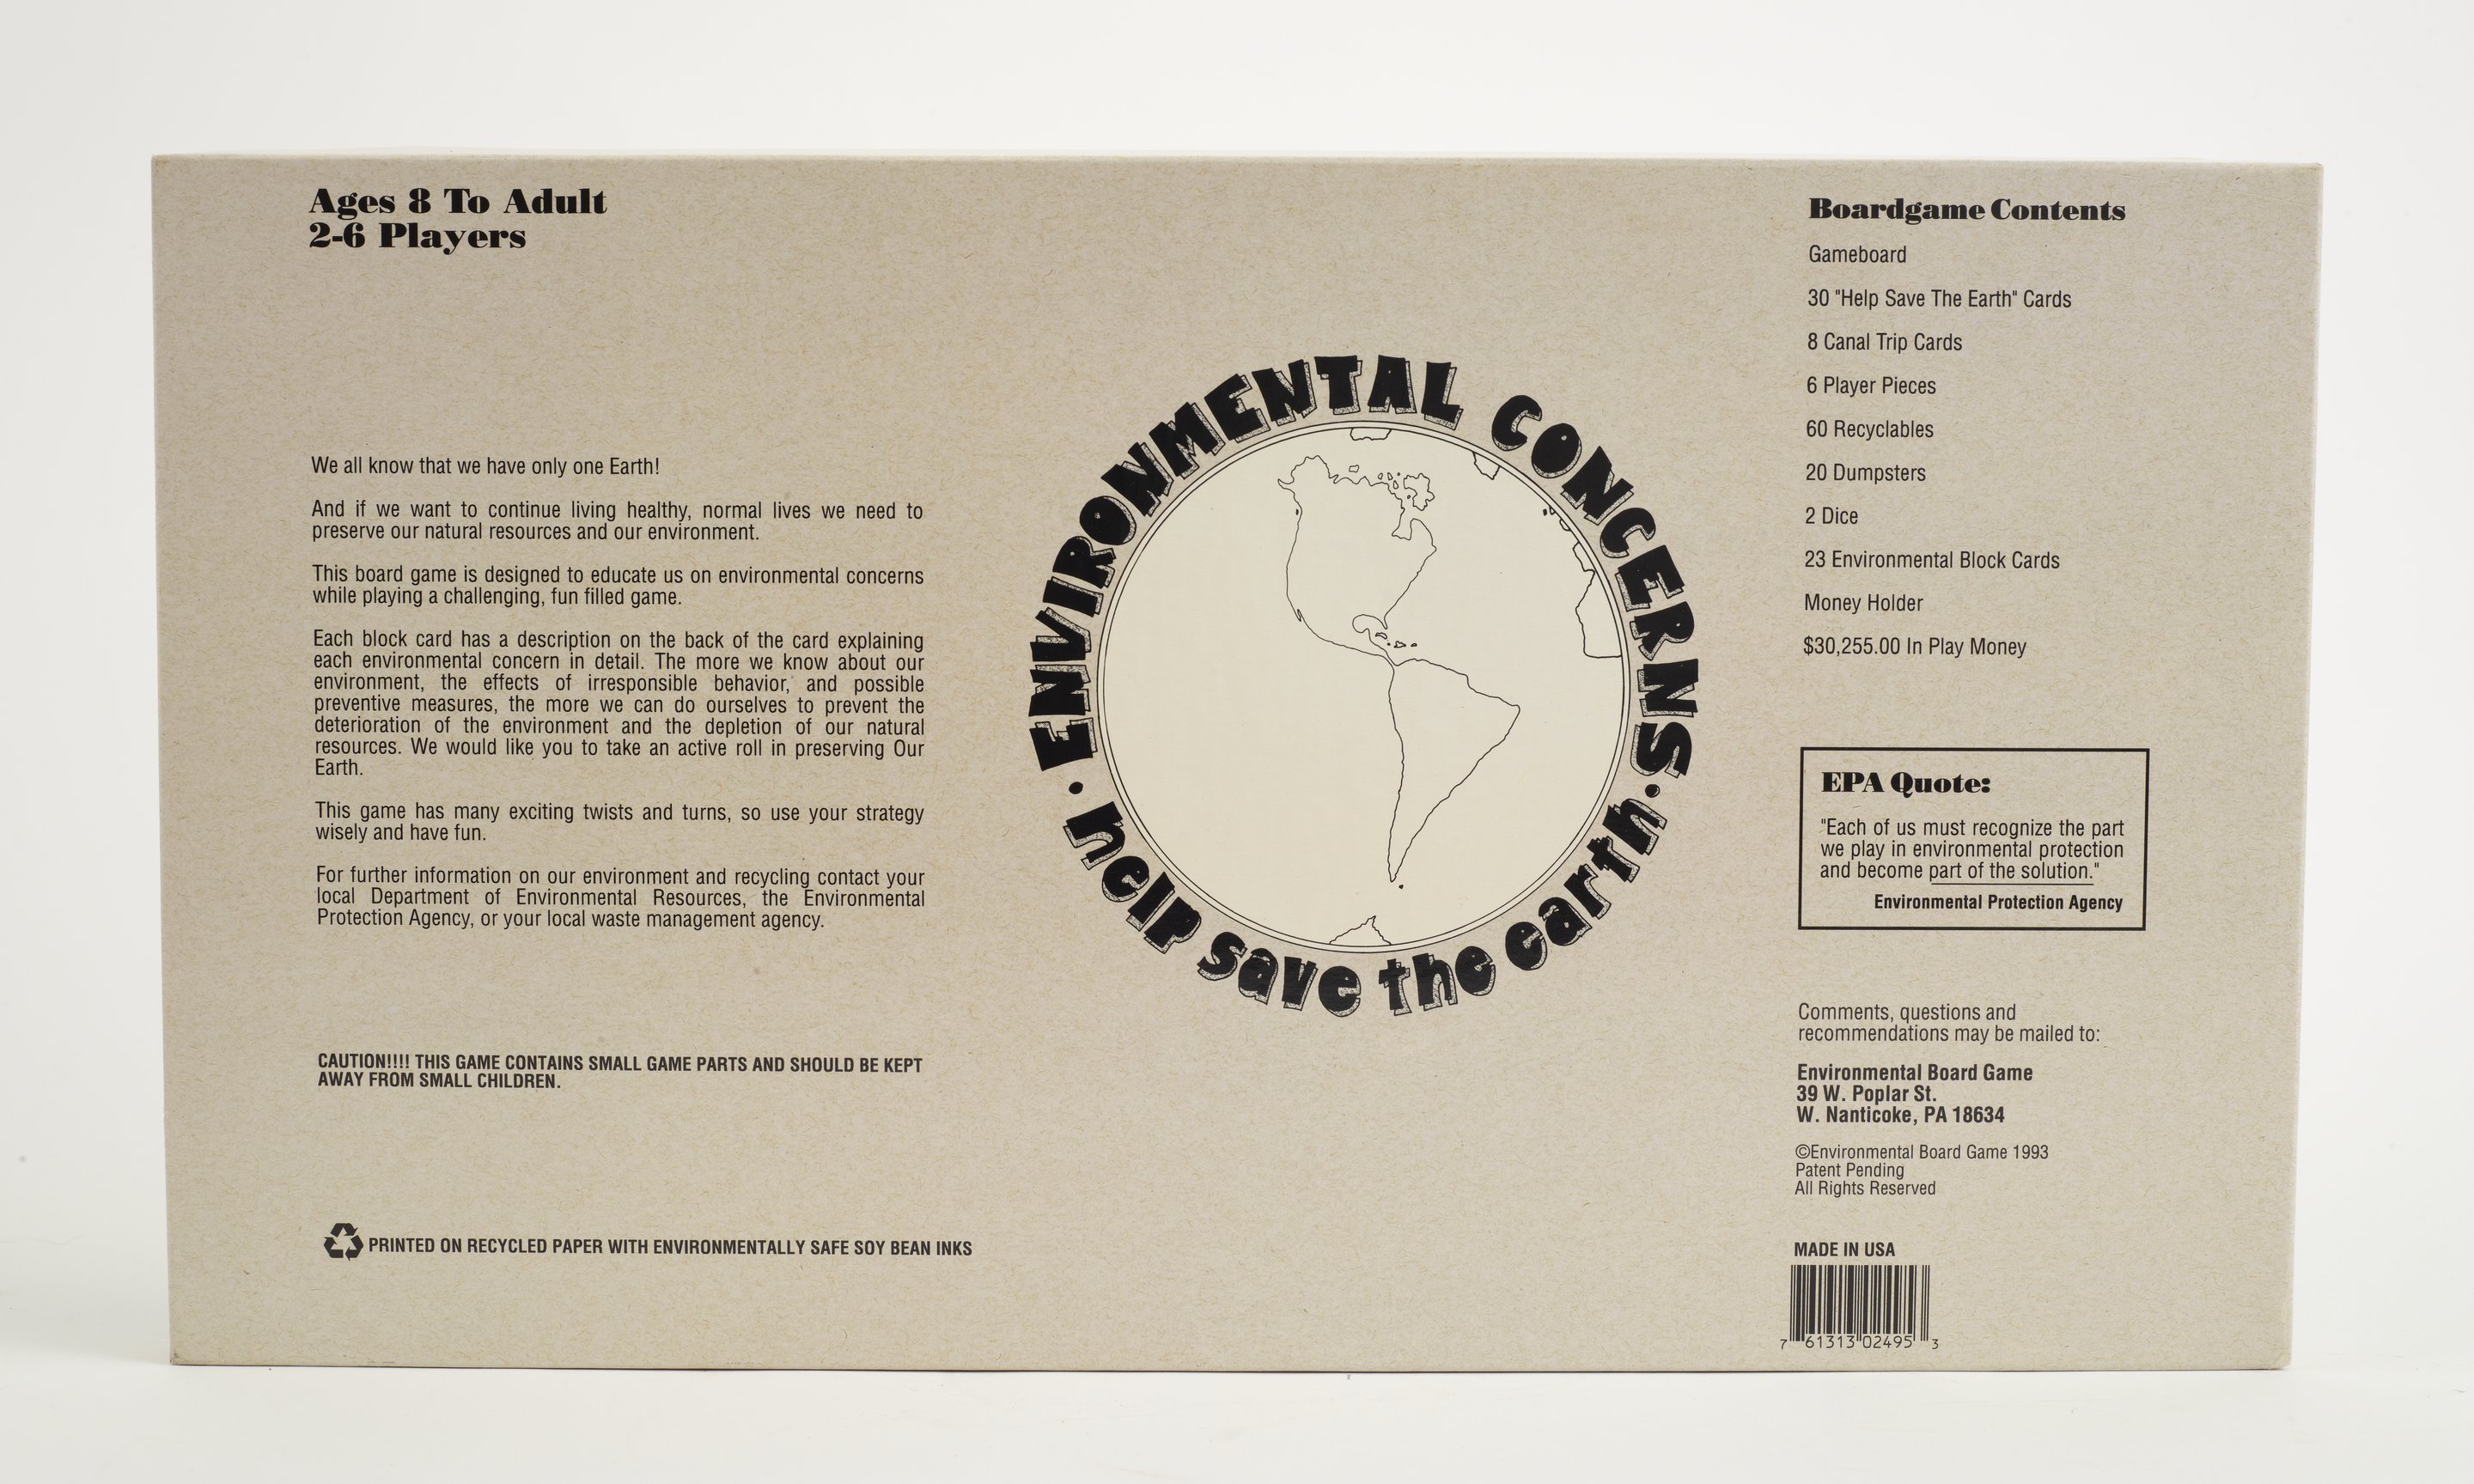 Ages 8 To Adult
2-6 Players
We all know that we have only one Earth!
And if we want to continue living healthy, normal lives we need to
preserve our natural resources and our environment.
This board game is designed to educate us on environmental concerns
while playing a challenging, fun filled game.
Each block card has a description on the back of the card explaining
each environmental concern in detail. The more we know about our
environment, the effects of irresponsible behavior, and possible
preventive measures, the more we can do ourselves to prevent the
deterioration of the environment and the depletion of our natural
resources. We would like you to take an active roll in preserving Our
Earth.
This game has many exciting twists and turns, so use your strategy
wisely and have fun.
For further information on our environment and recycling contact your
local Department of Environmental Resources, the Environmental
Protection Agency, or your local waste management agency.
CAUTION!!!! THIS GAME CONTAINS SMALL GAME PARTS AND SHOULD BE KEPT
AWAY FROM SMALL CHILDREN.
PRINTED ON RECYCLED PAPER WITH ENVIRONMENTALLY SAFE SOY BEAN INKS
ENVIRONMENTAL CONCERNS
• help save the earth •
Boardgame Contents
Gameboard
30 "Help Save The Earth" Cards
8 Canal Trip Cards
6 Player Pieces
60 Recyclables
20 Dumpsters
2 Dice
23 Environmental Block Cards
Money Holder
$30,255.00 In Play Money
EPA Quote:
"Each of us must recognize the part
we play in environmental protection
and become part of the solution."
Environmental Protection Agency
Comments, questions and
recommendations may be mailed to:
Environmental Board Game
39 W. Poplar St.
W. Nanticoke, PA 18634
©Environmental Board Game 1993
Patent Pending
All Rights Reserved
MADE IN USA
7 61313 02495 3